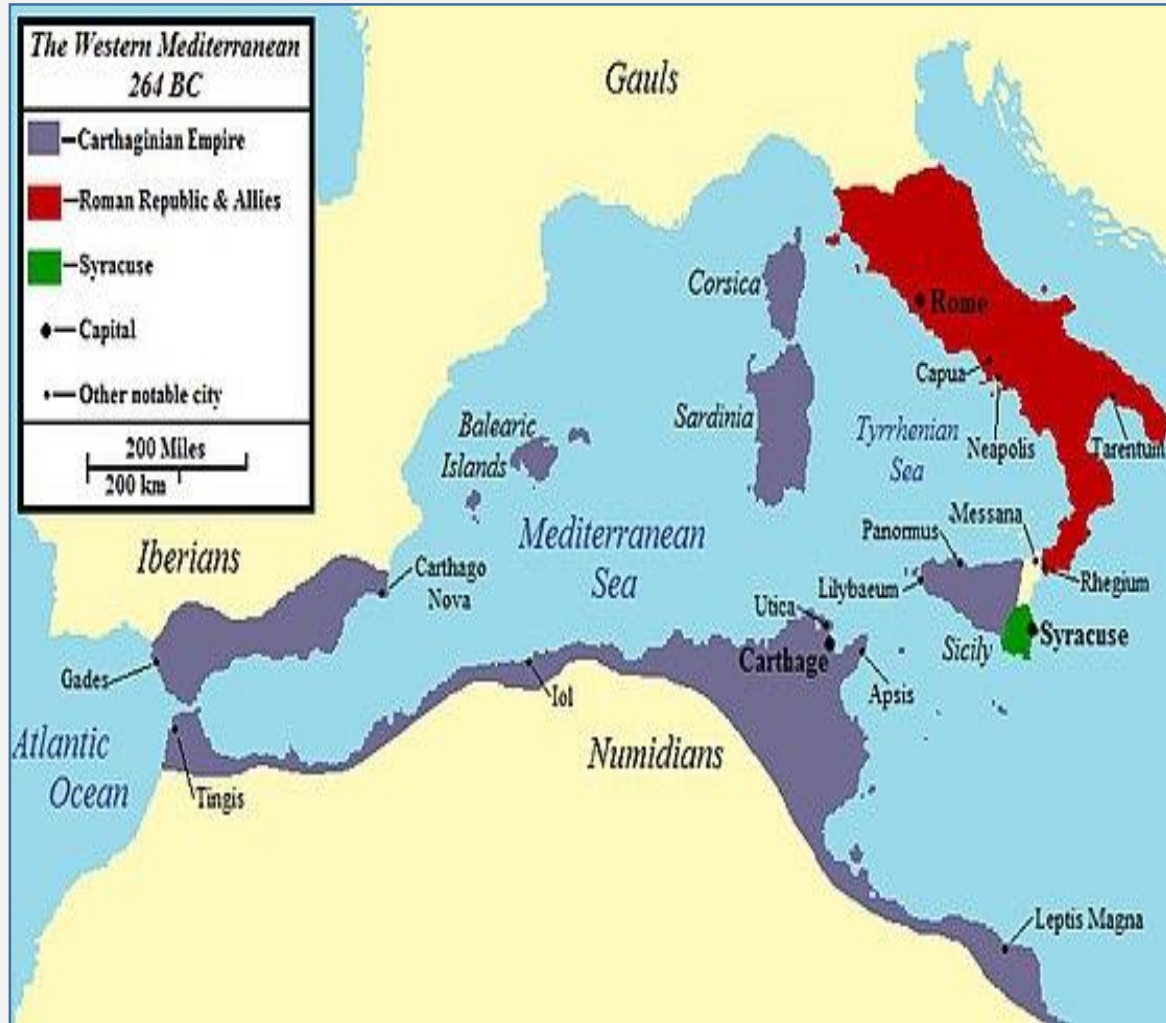 The Western Mediterranean
264 BC
Carthaginian Empire
Roman Republic & Allies
Syracuse
Capital
Other notable city
200 Miles
200 km
Gauls
Corsica
Rome
Capua
Sardinia
Tyrrhenian
Sea
Neapolis
Tarentum
Balearic
Islands
Mediterranean
Sea
Messana
Panormus
Iberians
Carthago
Nova
Lilybaeum
Rhegium
Utica
Sicily
Syracuse
Carthage
Gades
Iol
Apsis
Atlantic
Ocean
Numidians
Tingis
Leptis Magna